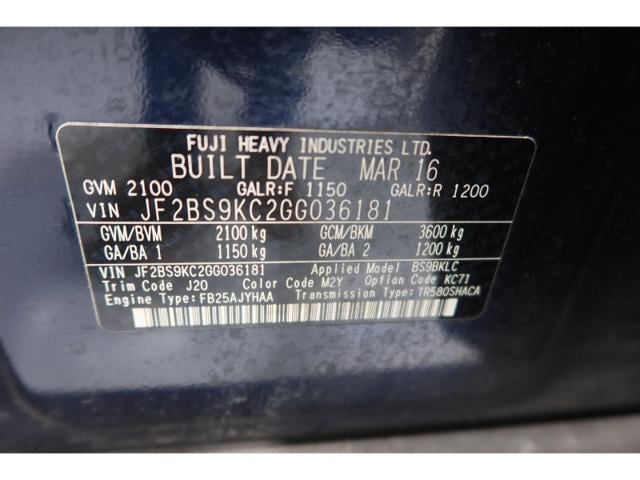 FUJI HEAVY INDUSTRIES LTD.
BUILT DATE MAR 16
GVM 2100 GALR:F 1150 GALR:R 1200
VIN JF2BS9KC2GG036181
GVM/BVM 2100 kg GCM/BKM 3600 kg
GA/BA 1 1150 kg GA/BA 2 1200 kg
VIN JF2BS9KC2GG036181 Applied Model BS9BKLC
Trim Code J20 Color Code M2Y Option Code KC71
Engine Type: FB25AJYHAA Transmission Type: TR580SHACA